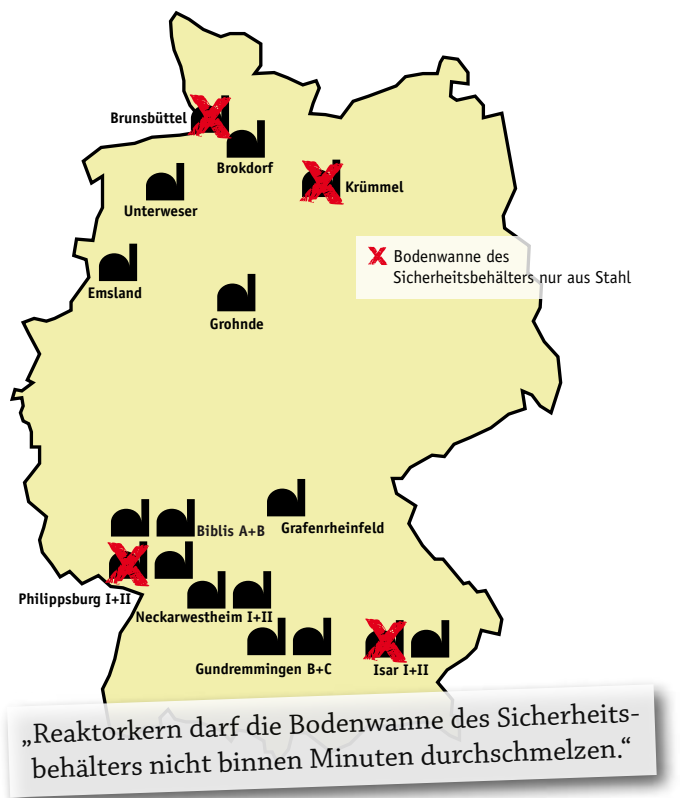 Brunsbüttel
Brokdorf
Krümmel
Unterweser
Bodenwanne des
Sicherheitsbehälters nur aus Stahl
Emsland
Grohnde
Biblis A+B
Grafenrheinfeld
Philippsburg I+II
Neckarwestheim I+II
Gundremmingen B+C
Isar I+II
„Reaktorkern darf die Bodenwanne des Sicherheits-
behälters nicht binnen Minuten durchschmelzen.“